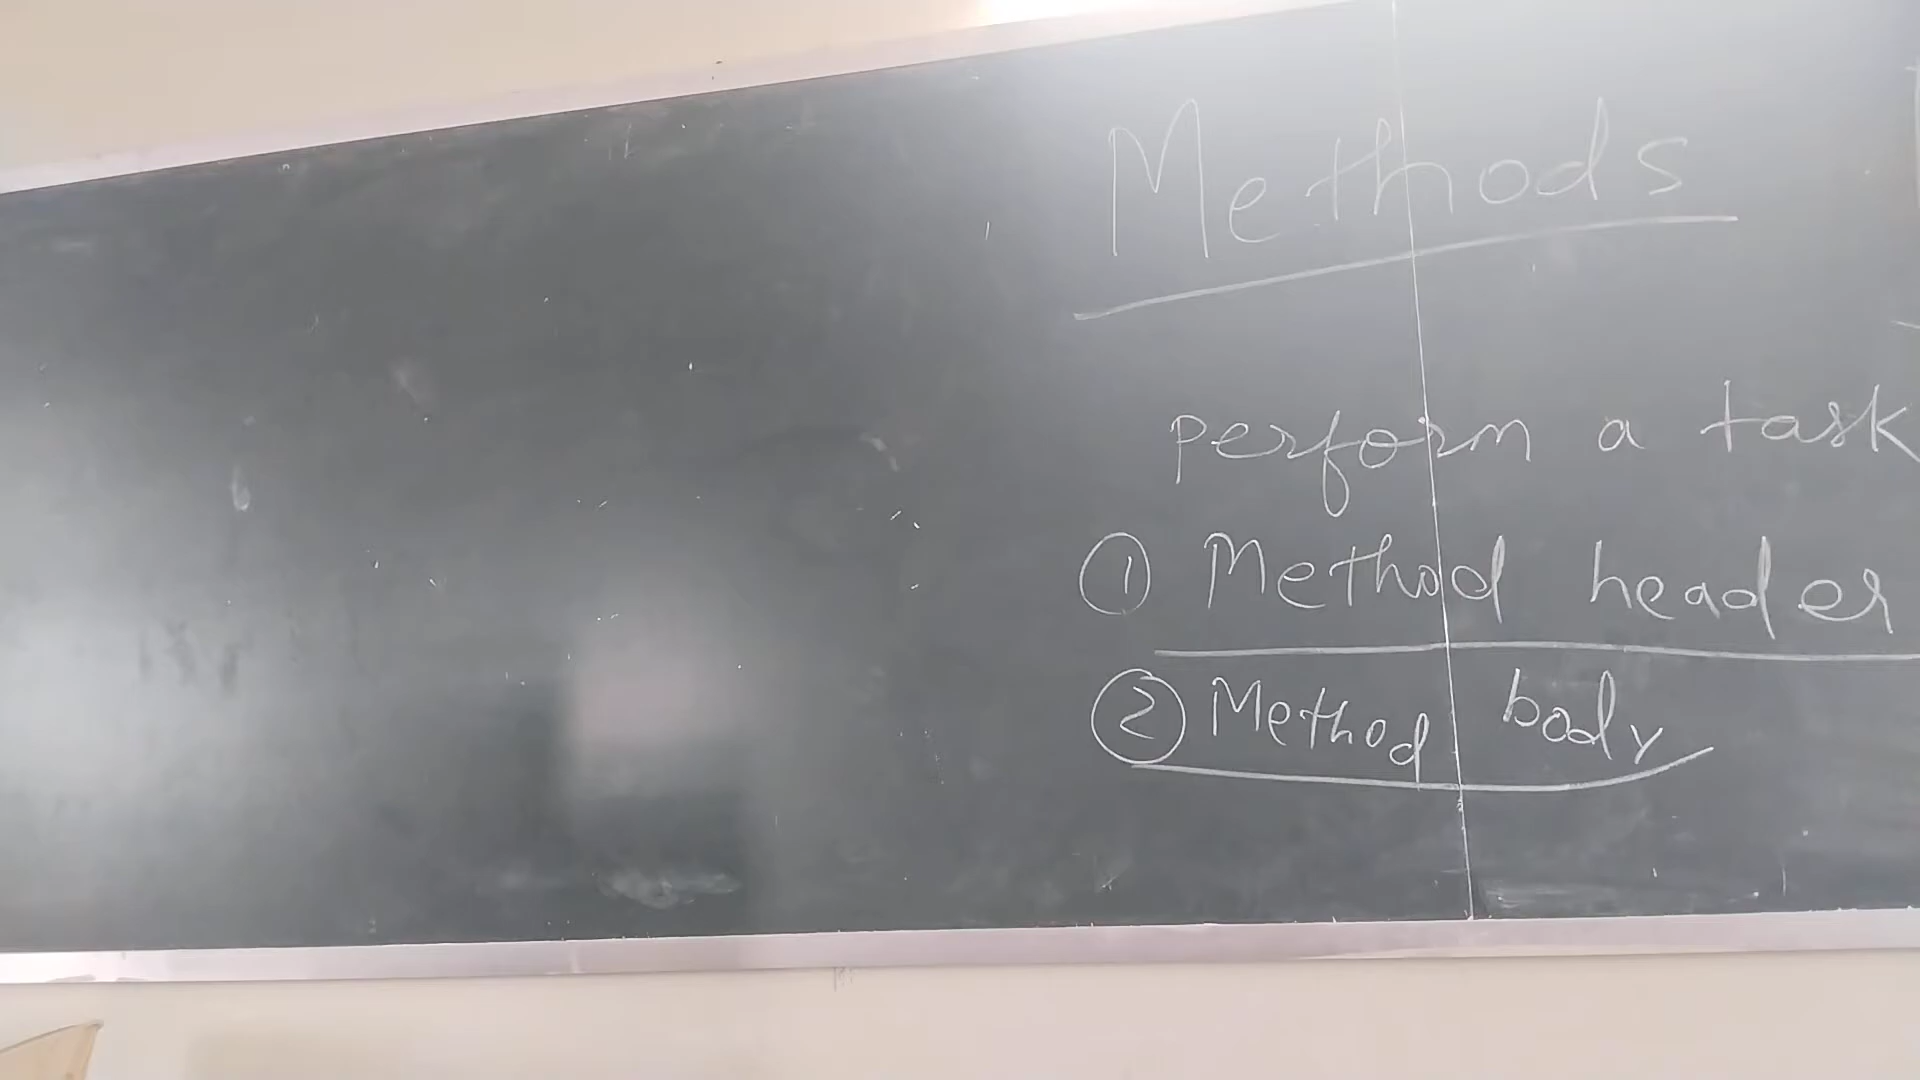 Methods
perform a task
① Method header
② Method body